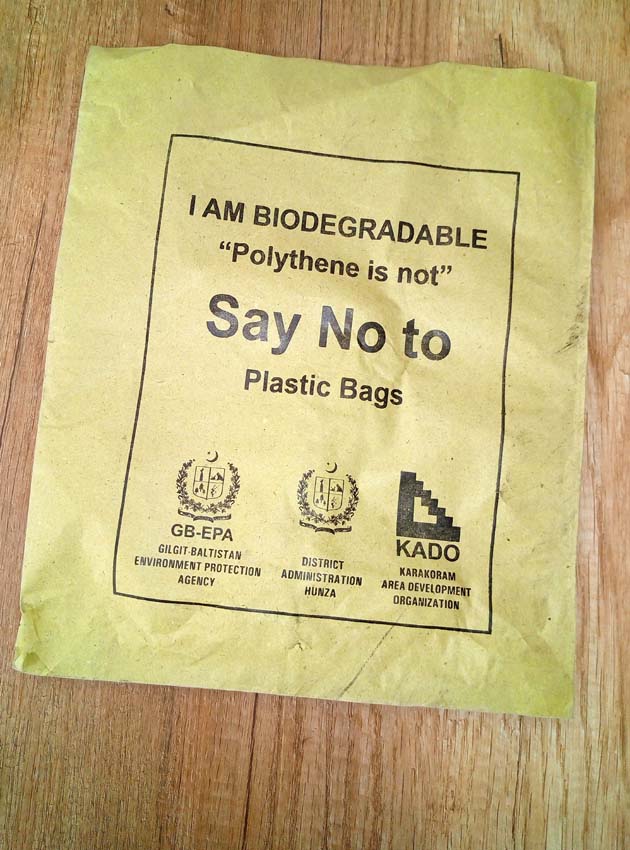 I AM BIODEGRADABLE
“Polythene is not”
Say No to
Plastic Bags
GB-EPA
GILGIT-BALTISTAN
ENVIRONMENT PROTECTION
AGENCY
DISTRICT
ADMINISTRATION
HUNZA
KADO
KARAKORAM
AREA DEVELOPMENT
ORGANIZATION